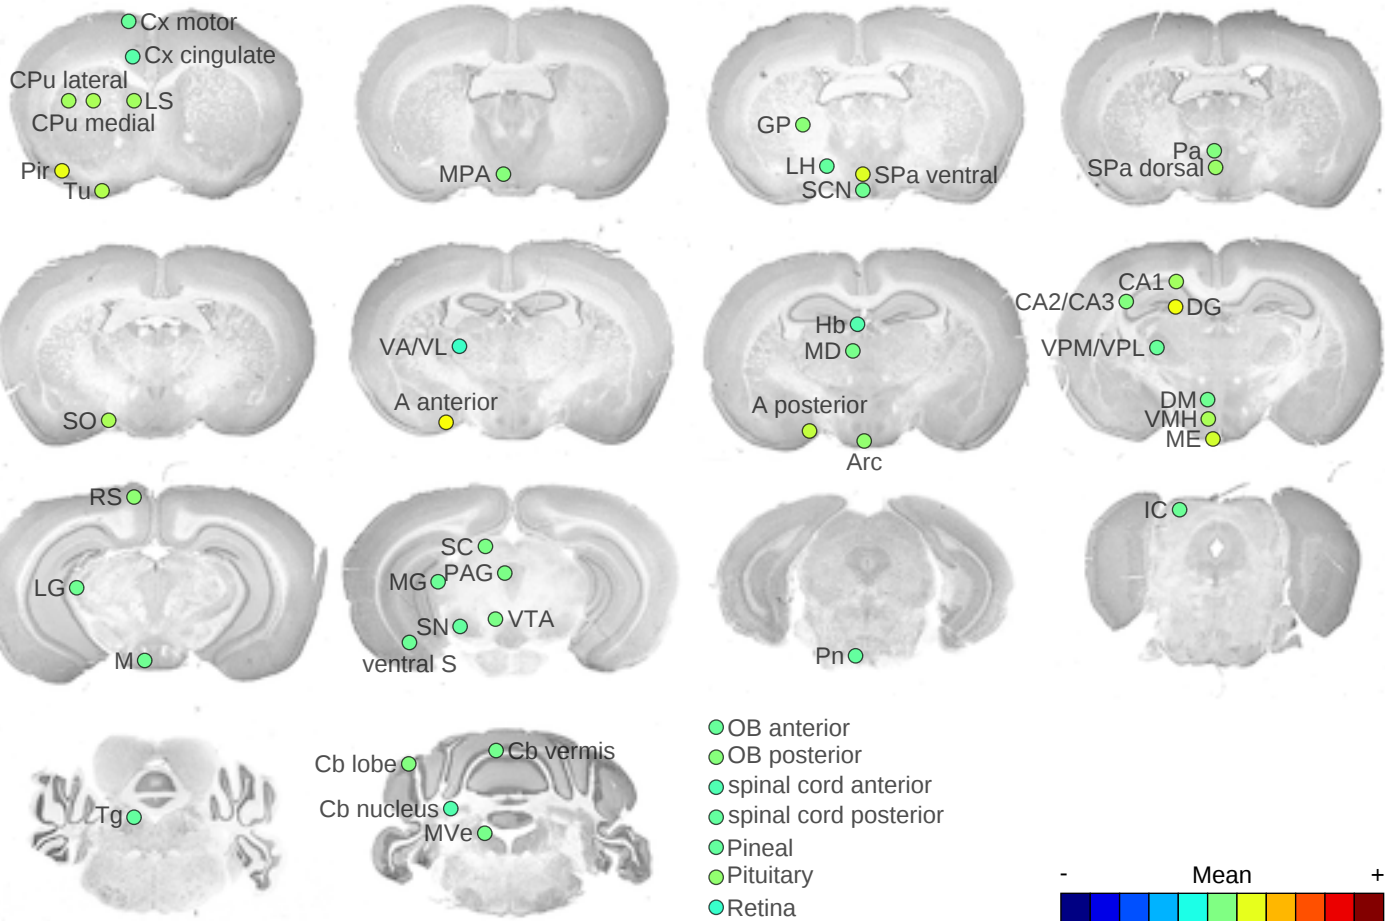 Cx motor
Cx cingulate
CPu lateral
LS
CPu medial
Pir
Tu
MPA
GP
LH
SPa ventral
SCN
Pa
SPa dorsal
SO
VA/VL
A anterior
Hb
MD
A posterior
Arc
CA1
CA2/CA3
DG
VPM/VPL
DM
VMH
ME
RS
LG
M
SC
PAG
MG
VTA
SN
ventral S
Pn
IC
Tg
Cb vermis
Cb lobe
Cb nucleus
MVe
OB anterior
OB posterior
spinal cord anterior
spinal cord posterior
Pineal
Pituitary
Retina
- Mean +